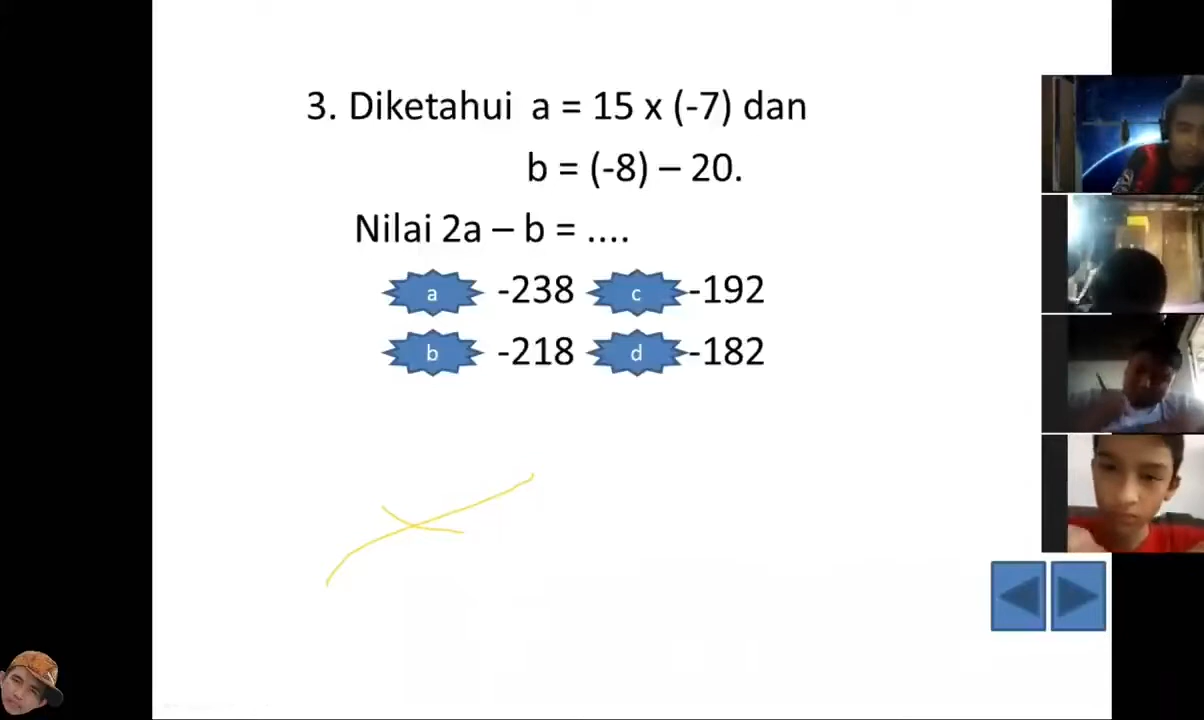 3. Diketahui a = 15 x (-7) dan
b = (-8) – 20.
Nilai 2a – b = ....
a -238 c -192
b -218 d -182